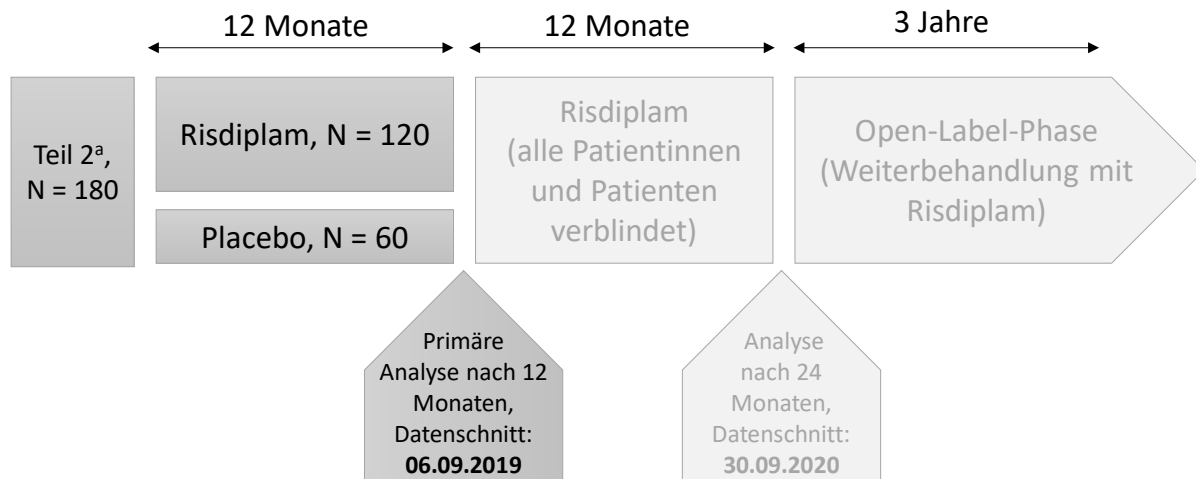 12 Monate
12 Monate
3 Jahre
Teil 2ᵃ,
N = 180
Risdiplam, N = 120
Placebo, N = 60
Risdiplam
(alle Patientinnen
und Patienten
verblindet)
Open-Label-Phase
(Weiterbehandlung mit
Risdiplam)
Primäre
Analyse nach 12
Monaten,
Datenschnitt:
06.09.2019
Analyse
nach 24
Monaten,
Datenschnitt:
30.09.2020